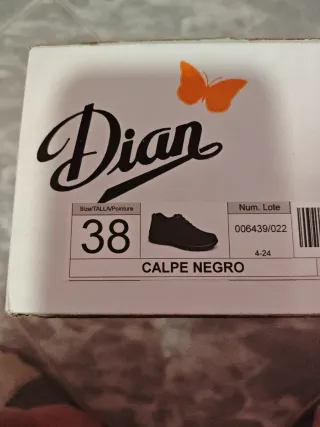 Dian
Size/TALLA/Pointure
Num. Lote
38
006439/022
4-24
CALPE NEGRO